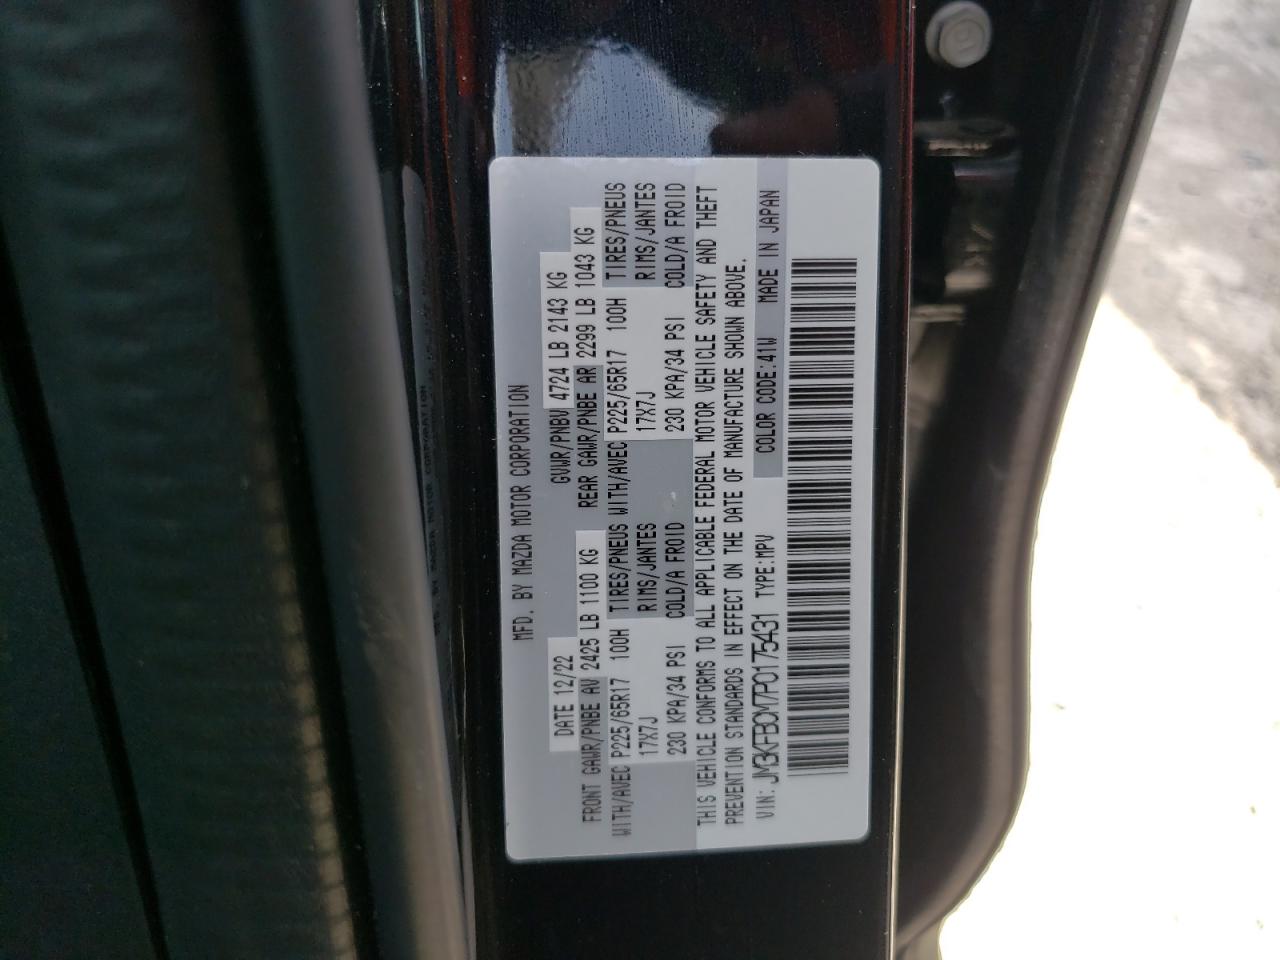 MFD. BY MAZDA MOTOR CORPORATION
DATE 12/22 GVWR/PNBV 4724 LB 2143 KG
FRONT GAWR/PNBE AV 2425 LB 1100 KG REAR GAWR/PNBE AR 2299 LB 1043 KG
WITH/AVEC P225/65R17 100H TIRES/PNEUS WITH/AVEC P225/65R17 100H TIRES/PNEUS
17X7J RIMS/JANTES 17X7J RIMS/JANTES
230 KPA/34 PSI COLD/A FROID 230 KPA/34 PSI COLD/A FROID
THIS VEHICLE CONFORMS TO ALL APPLICABLE FEDERAL MOTOR VEHICLE SAFETY AND THEFT
PREVENTION STANDARDS IN EFFECT ON THE DATE OF MANUFACTURE SHOWN ABOVE.
VIN: JM3KFBCM7P0175431 TYPE:MPV COLOR CODE:41W MADE IN JAPAN